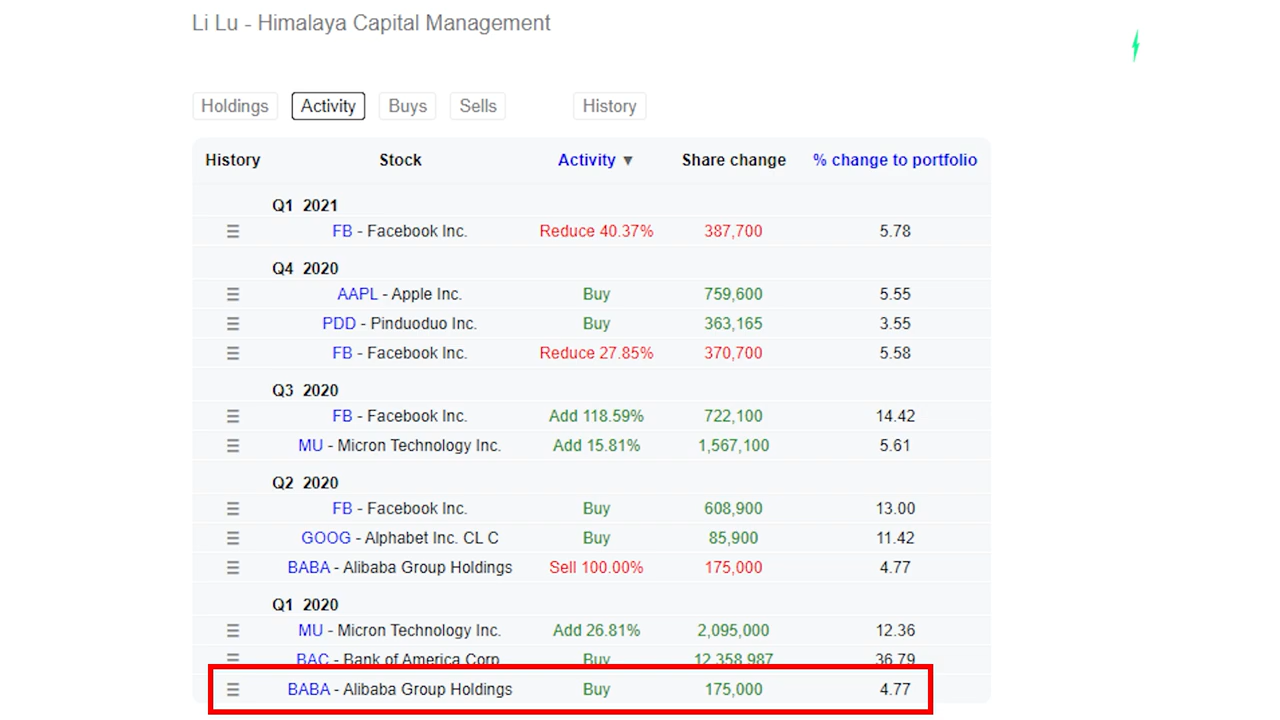 Li Lu - Himalaya Capital Management
Holdings Activity Buys Sells History
History Stock Activity ▼ Share change % change to portfolio
Q1 2021
FB - Facebook Inc. Reduce 40.37% 387,700 5.78
Q4 2020
AAPL - Apple Inc. Buy 759,600 5.55
PDD - Pinduoduo Inc. Buy 363,165 3.55
FB - Facebook Inc. Reduce 27.85% 370,700 5.58
Q3 2020
FB - Facebook Inc. Add 118.59% 722,100 14.42
MU - Micron Technology Inc. Add 15.81% 1,567,100 5.61
Q2 2020
FB - Facebook Inc. Buy 608,900 13.00
GOOG - Alphabet Inc. CL C Buy 85,900 11.42
BABA - Alibaba Group Holdings Sell 100.00% 175,000 4.77
Q1 2020
MU - Micron Technology Inc. Add 26.81% 2,095,000 12.36
BAC - Bank of America Corp. Buy 12,358,987 36.79
BABA - Alibaba Group Holdings Buy 175,000 4.77